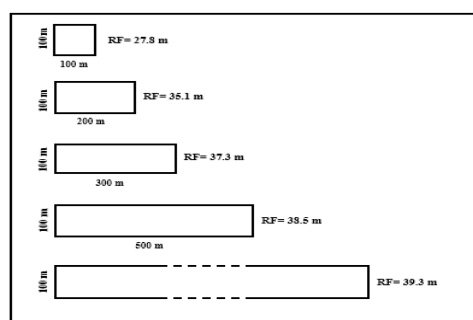 100 m
RF= 27.8 m
100 m
100 m
RF= 35.1 m
200 m
100 m
RF= 37.3 m
300 m
100 m
RF= 38.5 m
500 m
100 m
RF= 39.3 m